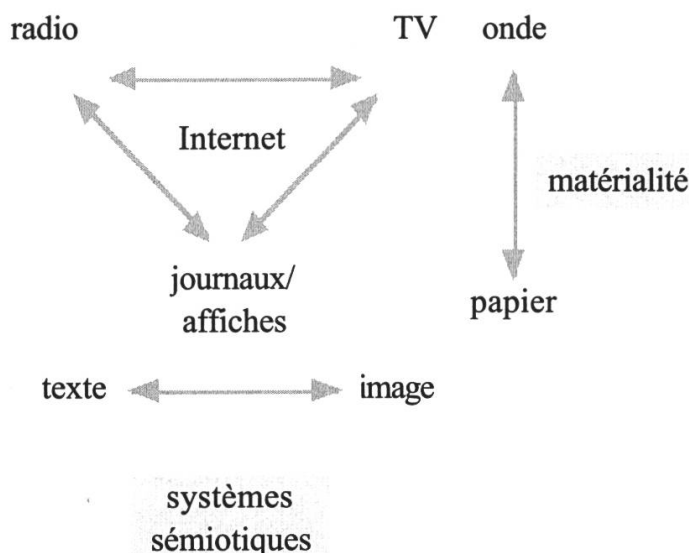 radio TV onde
Internet
matérialité
journaux/
affiches
papier
texte image
systèmes
sémiotiques